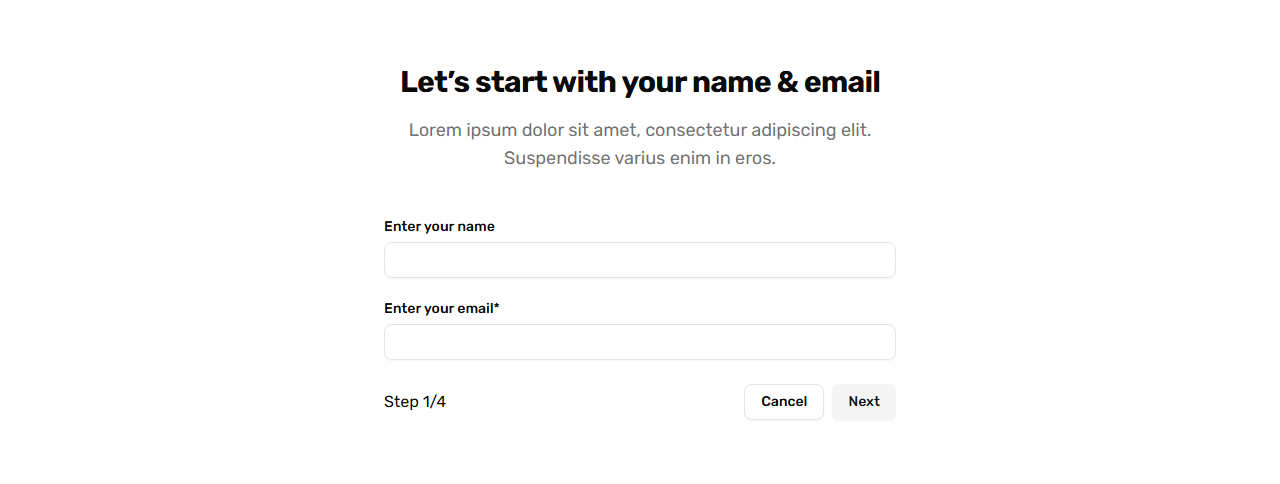 Let’s start with your name & email
Lorem ipsum dolor sit amet, consectetur adipiscing elit.
Suspendisse varius enim in eros.
Enter your name
Enter your email*
Step 1/4
Cancel
Next